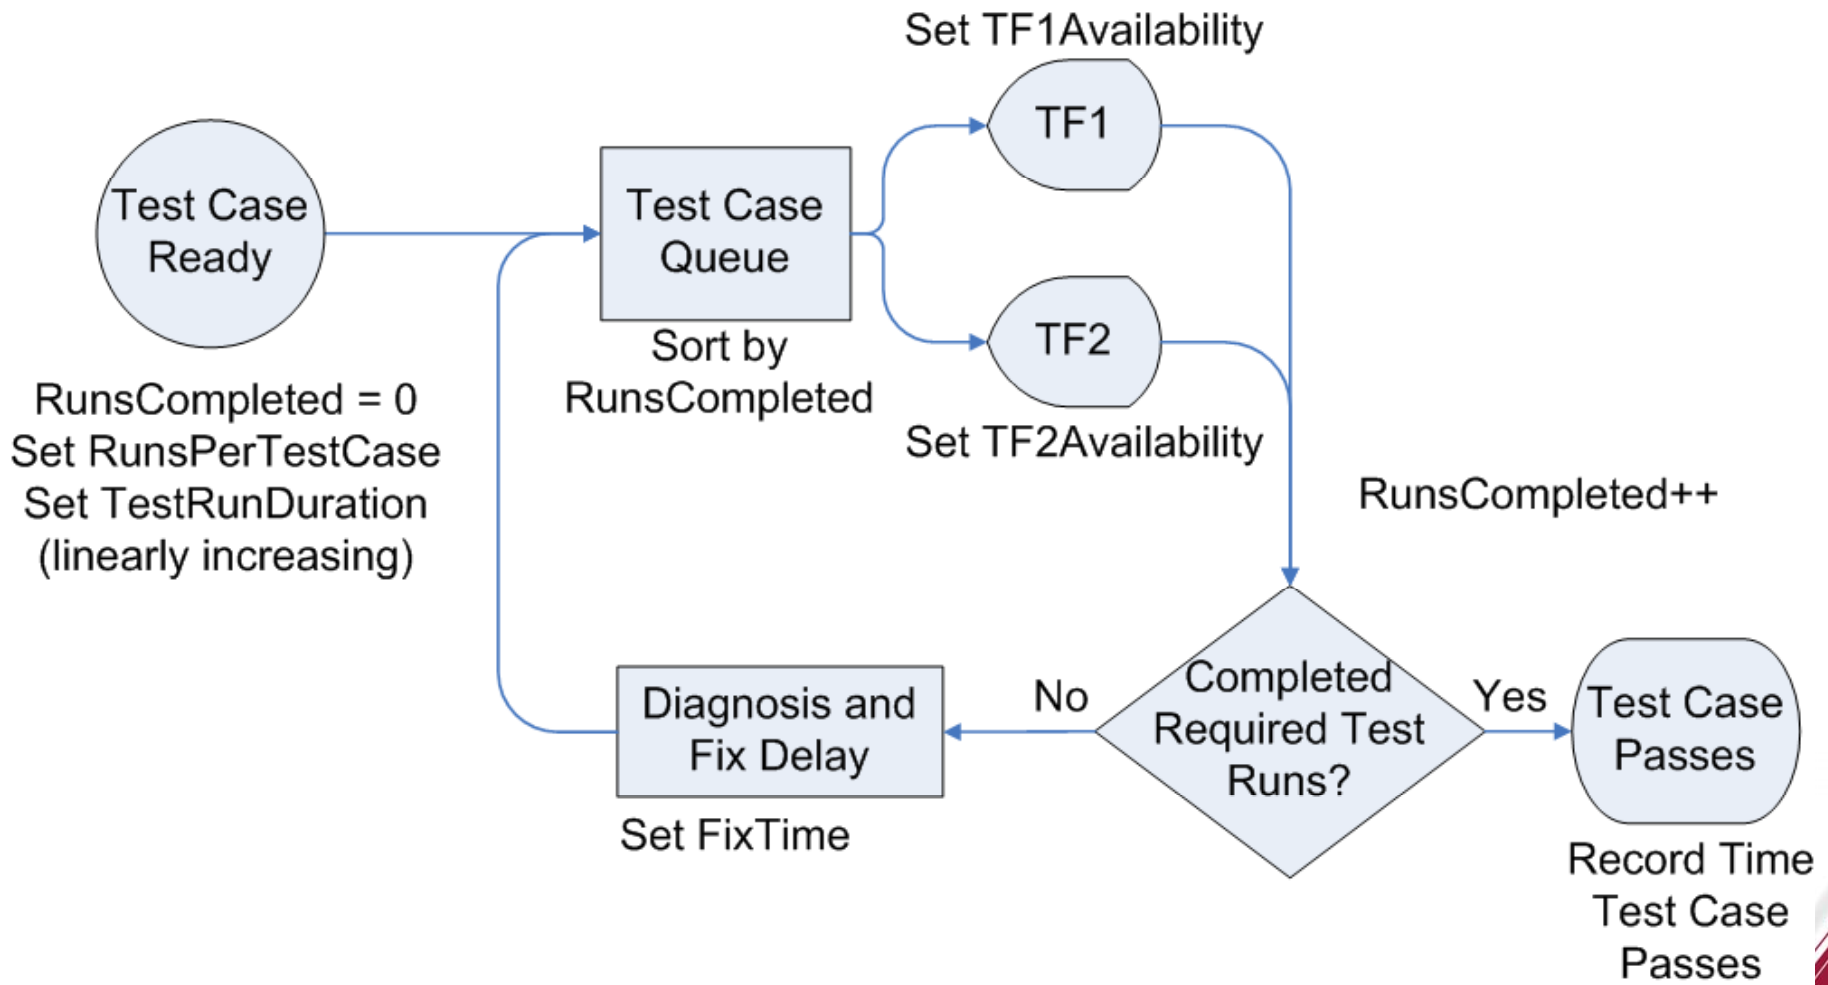 Set TF1Availability
TF1
Test Case
Ready
Test Case
Queue
TF2
Sort by
RunsCompleted
Set TF2Availability
RunsCompleted = 0
Set RunsPerTestCase
Set TestRunDuration
(linearly increasing)
RunsCompleted++
Completed
Required Test
Runs?
No
Yes
Diagnosis and
Fix Delay
Set FixTime
Test Case
Passes
Record Time
Test Case
Passes